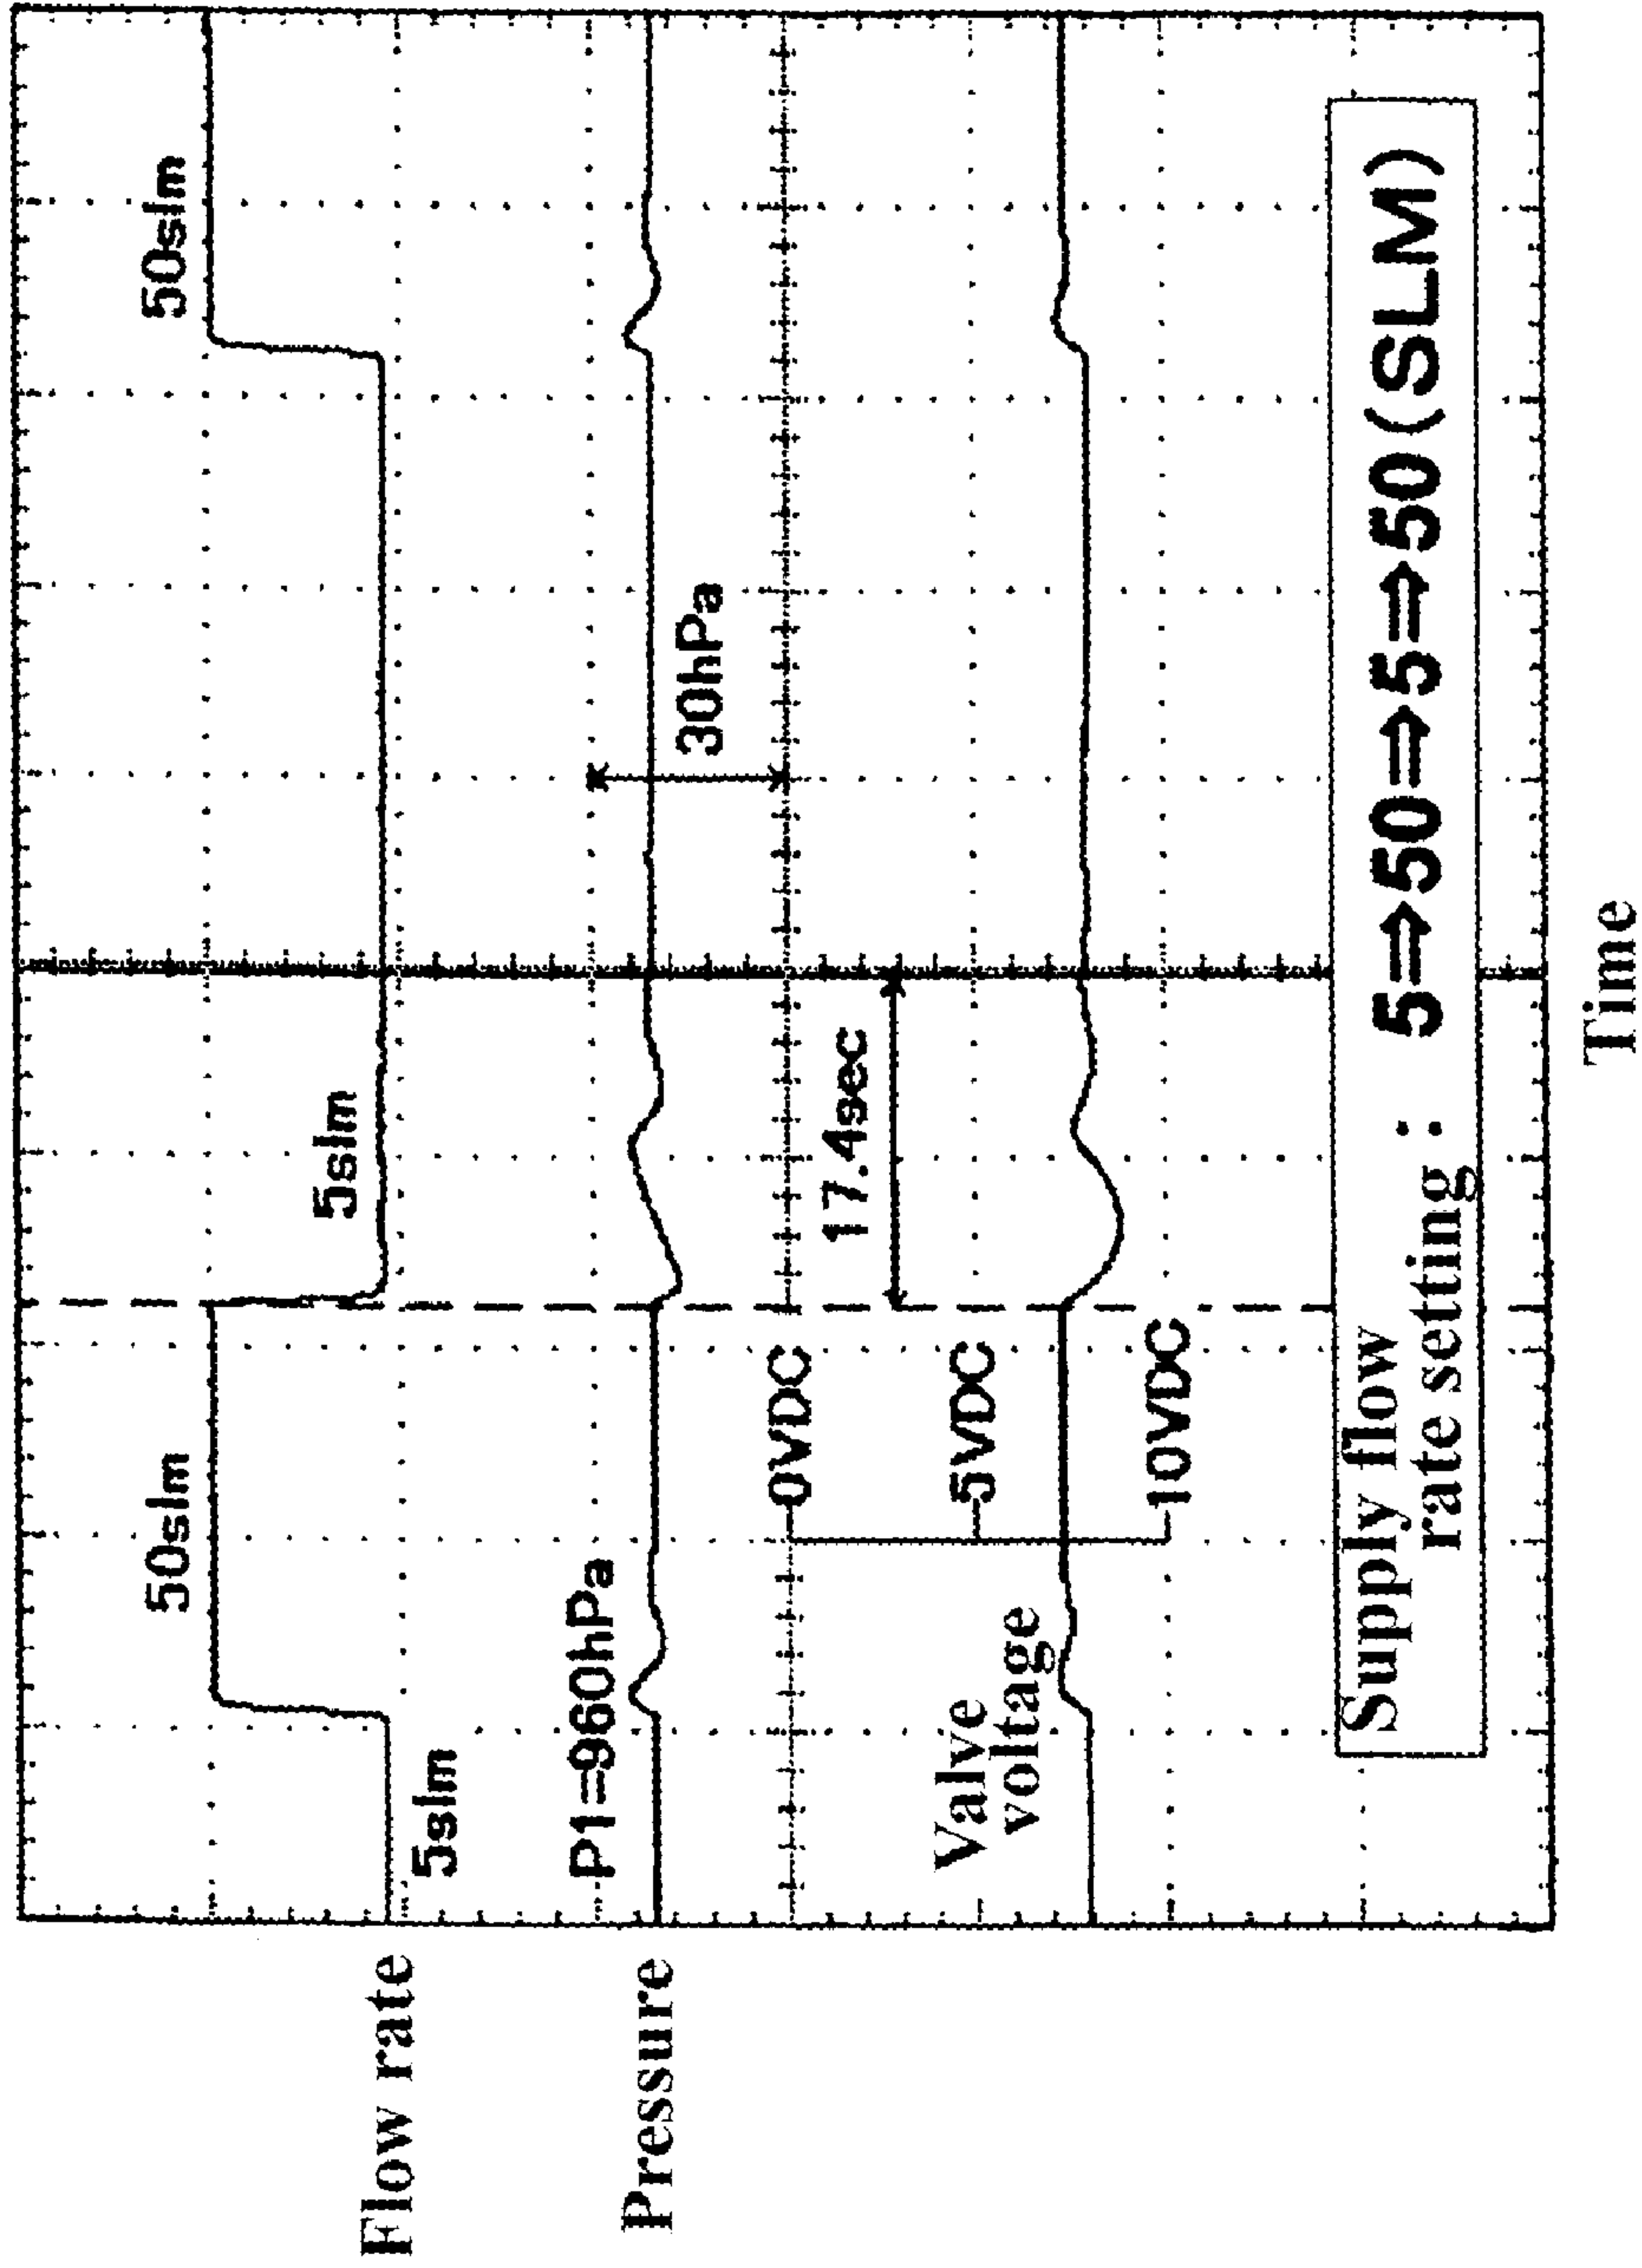 Flow rate
5slm
50slm
5slm
50slm
Pressure
P1=960hPa
30hPa
Valve
voltage
0VDC
5VDC
10VDC
17.4sec
Supply flow
rate setting : 5⇒50⇒5⇒50(SLM)
Time